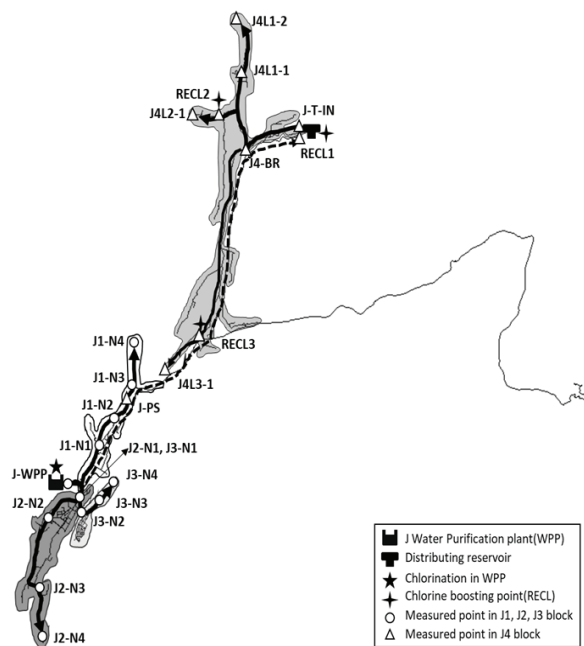 J4L1-2
J4L1-1
RECL2
J4L2-1
J-T-IN
RECL1
J4-BR
RECL3
J4L3-1
J1-N4
J1-N3
J-PS
J1-N2
J1-N1
J2-N1, J3-N1
J-WPP
J3-N4
J3-N3
J2-N2
J3-N2
J2-N3
J2-N4
J Water Purification plant(WPP)
Distributing reservoir
Chlorination in WPP
Chlorine boosting point(RECL)
Measured point in J1, J2, J3 block
Measured point in J4 block